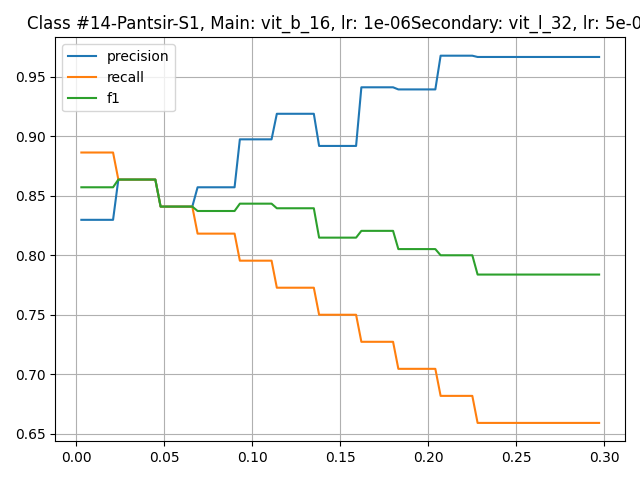 Class #14-Pantsir-S1, Main: vit_b_16, lr: 1e-06Secondary: vit_l_32, lr: 5e-0
precision
recall
f1
0.95
0.90
0.85
0.80
0.75
0.70
0.65
0.00 0.05 0.10 0.15 0.20 0.25 0.30